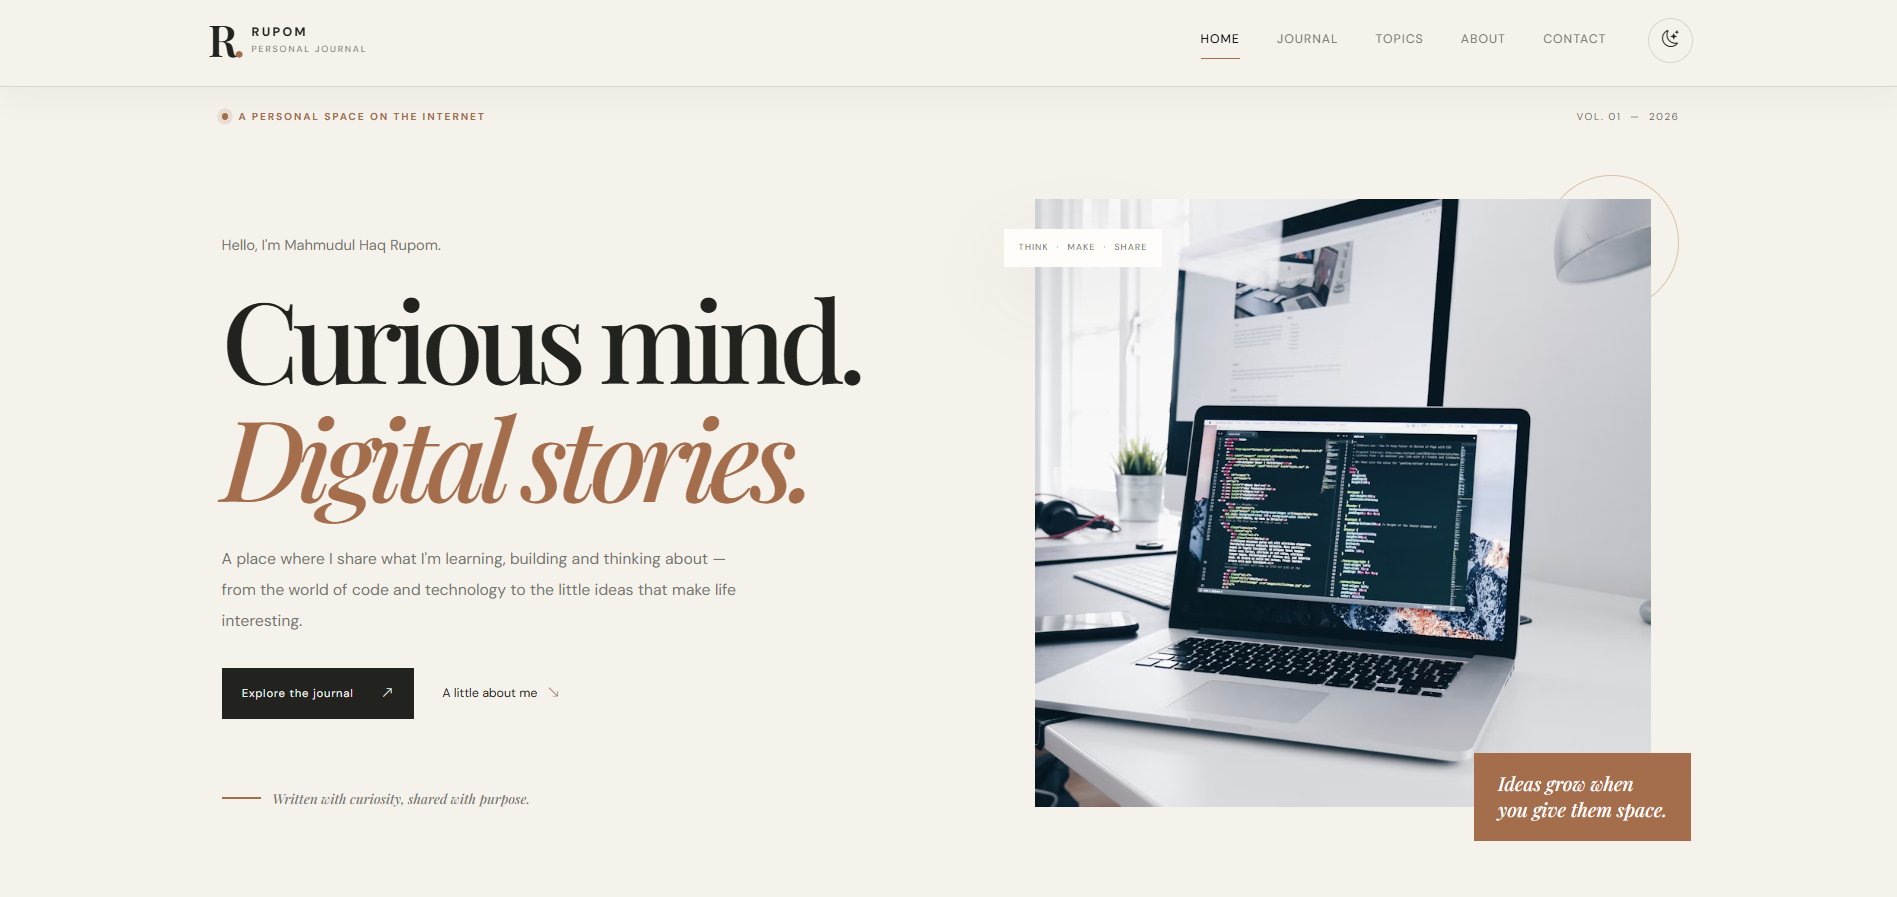 R.
RUPOM
PERSONAL JOURNAL
HOME
JOURNAL
TOPICS
ABOUT
CONTACT
A PERSONAL SPACE ON THE INTERNET
VOL. 01 — 2026
Hello, I'm Mahmudul Haq Rupom.
Curious mind.
Digital stories.
A place where I share what I'm learning, building and thinking about —
from the world of code and technology to the little ideas that make life
interesting.
Explore the journal
A little about me
Written with curiosity, shared with purpose.
THINK · MAKE · SHARE
Ideas grow when
you give them space.